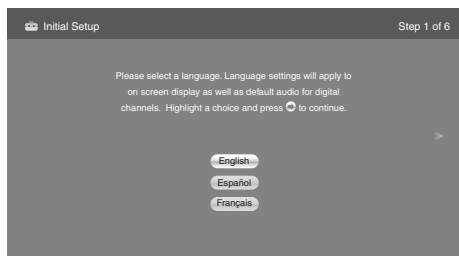 Initial Setup
Step 1 of 6
Please select a language. Language settings will apply to
on screen display as well as default audio for digital
channels. Highlight a choice and press to continue.
English
Español
Français